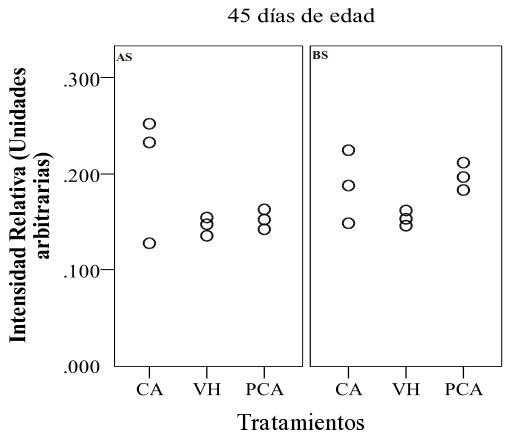 45 días de edad
Intensidad Relativa (Unidades
arbitrarias)
.300
.200
.100
.000
AS
BS
CA VH PCA CA VH PCA
Tratamientos